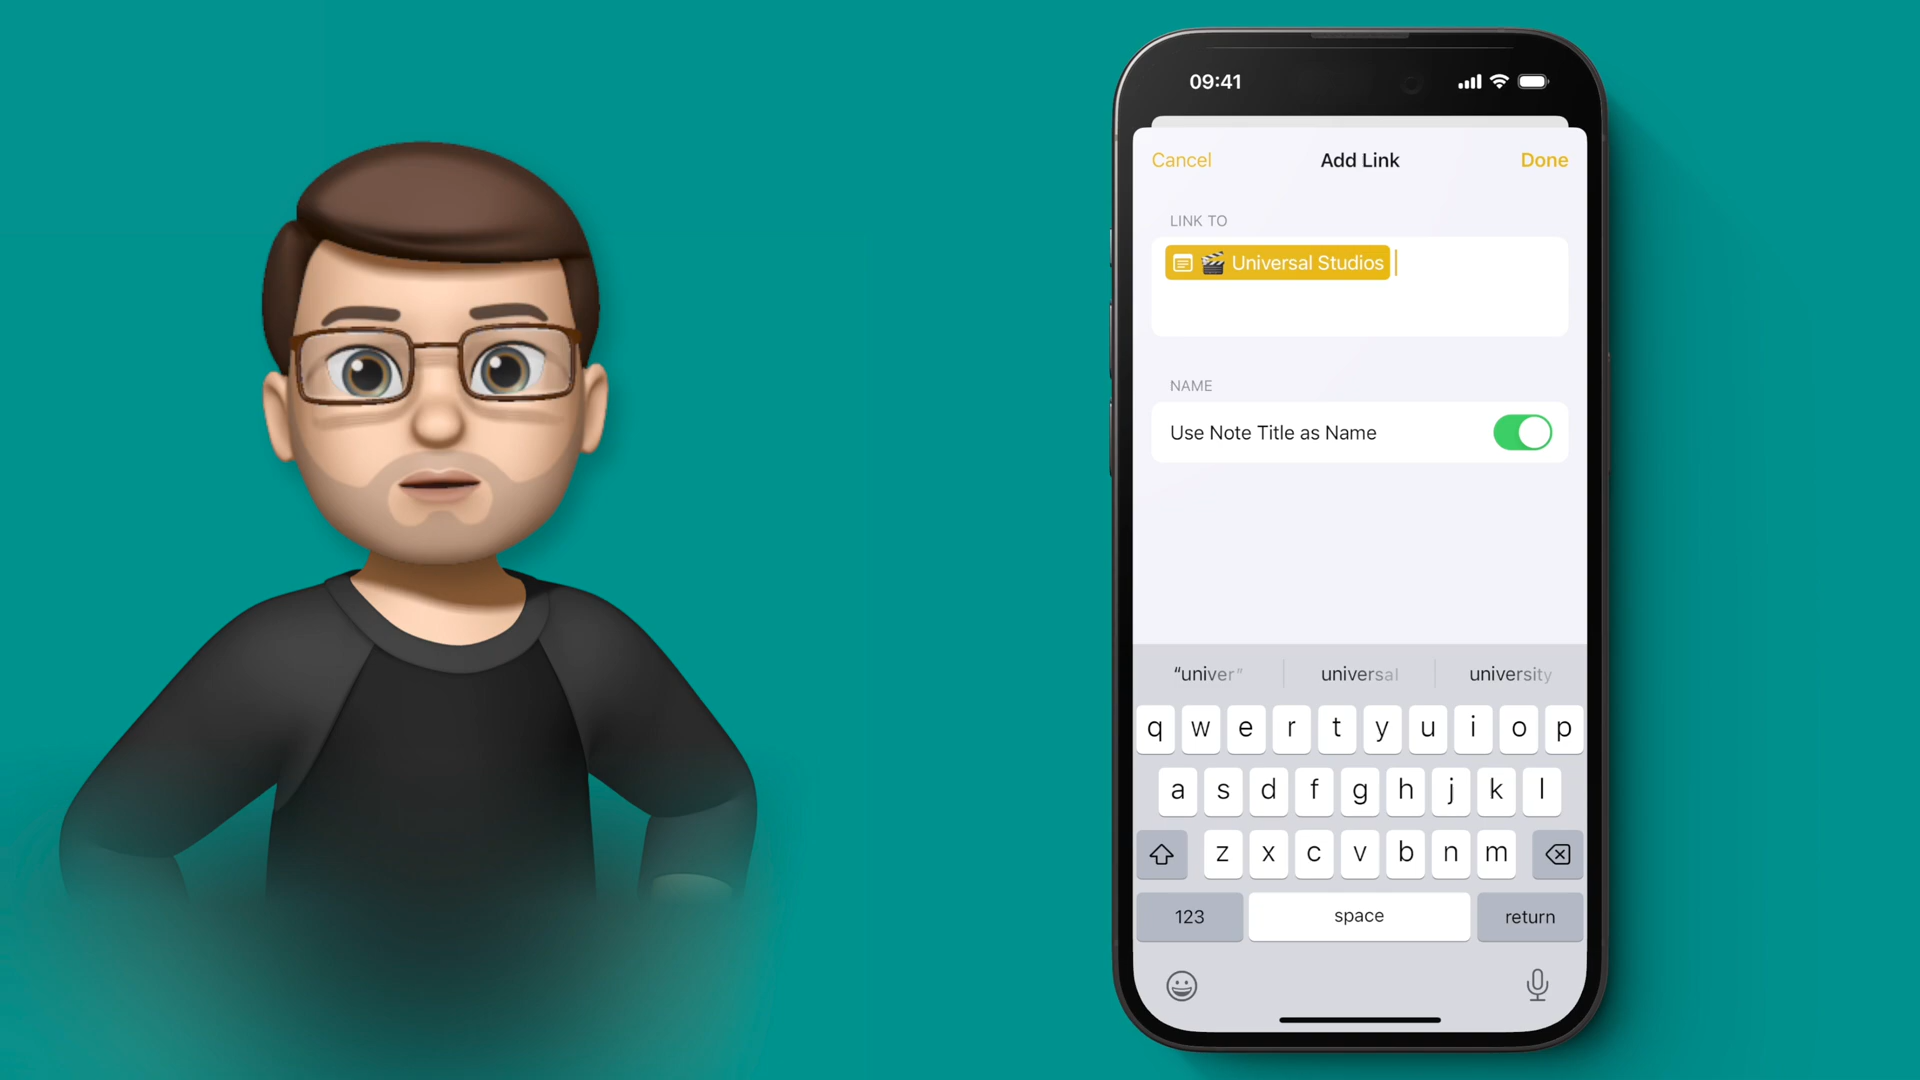 09:41
Cancel Add Link Done
LINK TO
Universal Studios
NAME
Use Note Title as Name
“univer” universal university
q w e r t y u i o p
a s d f g h j k l
z x c v b n m
123 space return